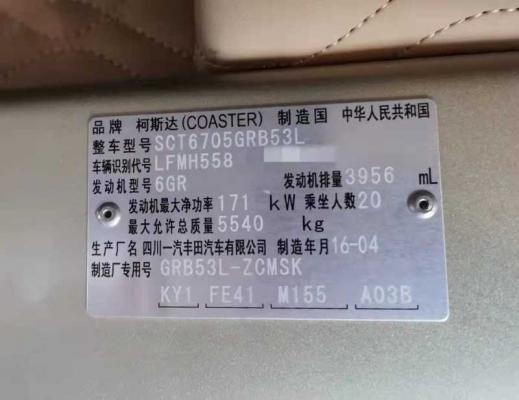 品牌 柯斯达(COASTER) 制造国 中华人民共和国
整车型号 SCT6705GRB53L
车辆识别代号 LFMH558
发动机型号 6GR 发动机排量 3956 mL
发动机最大净功率 171 kW 乘坐人数 20
最大允许总质量 5540 kg
生产厂名 四川一汽丰田汽车有限公司 制造年月 16-04
制造厂专用号 GRB53L-ZCMSK
KY1 FE41 M155 A03B